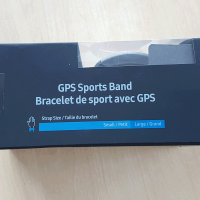 GPS Sports Band
Bracelet de sport avec GPS
Strap Size / Taille du bracelet
Small / Petit Large / Grand